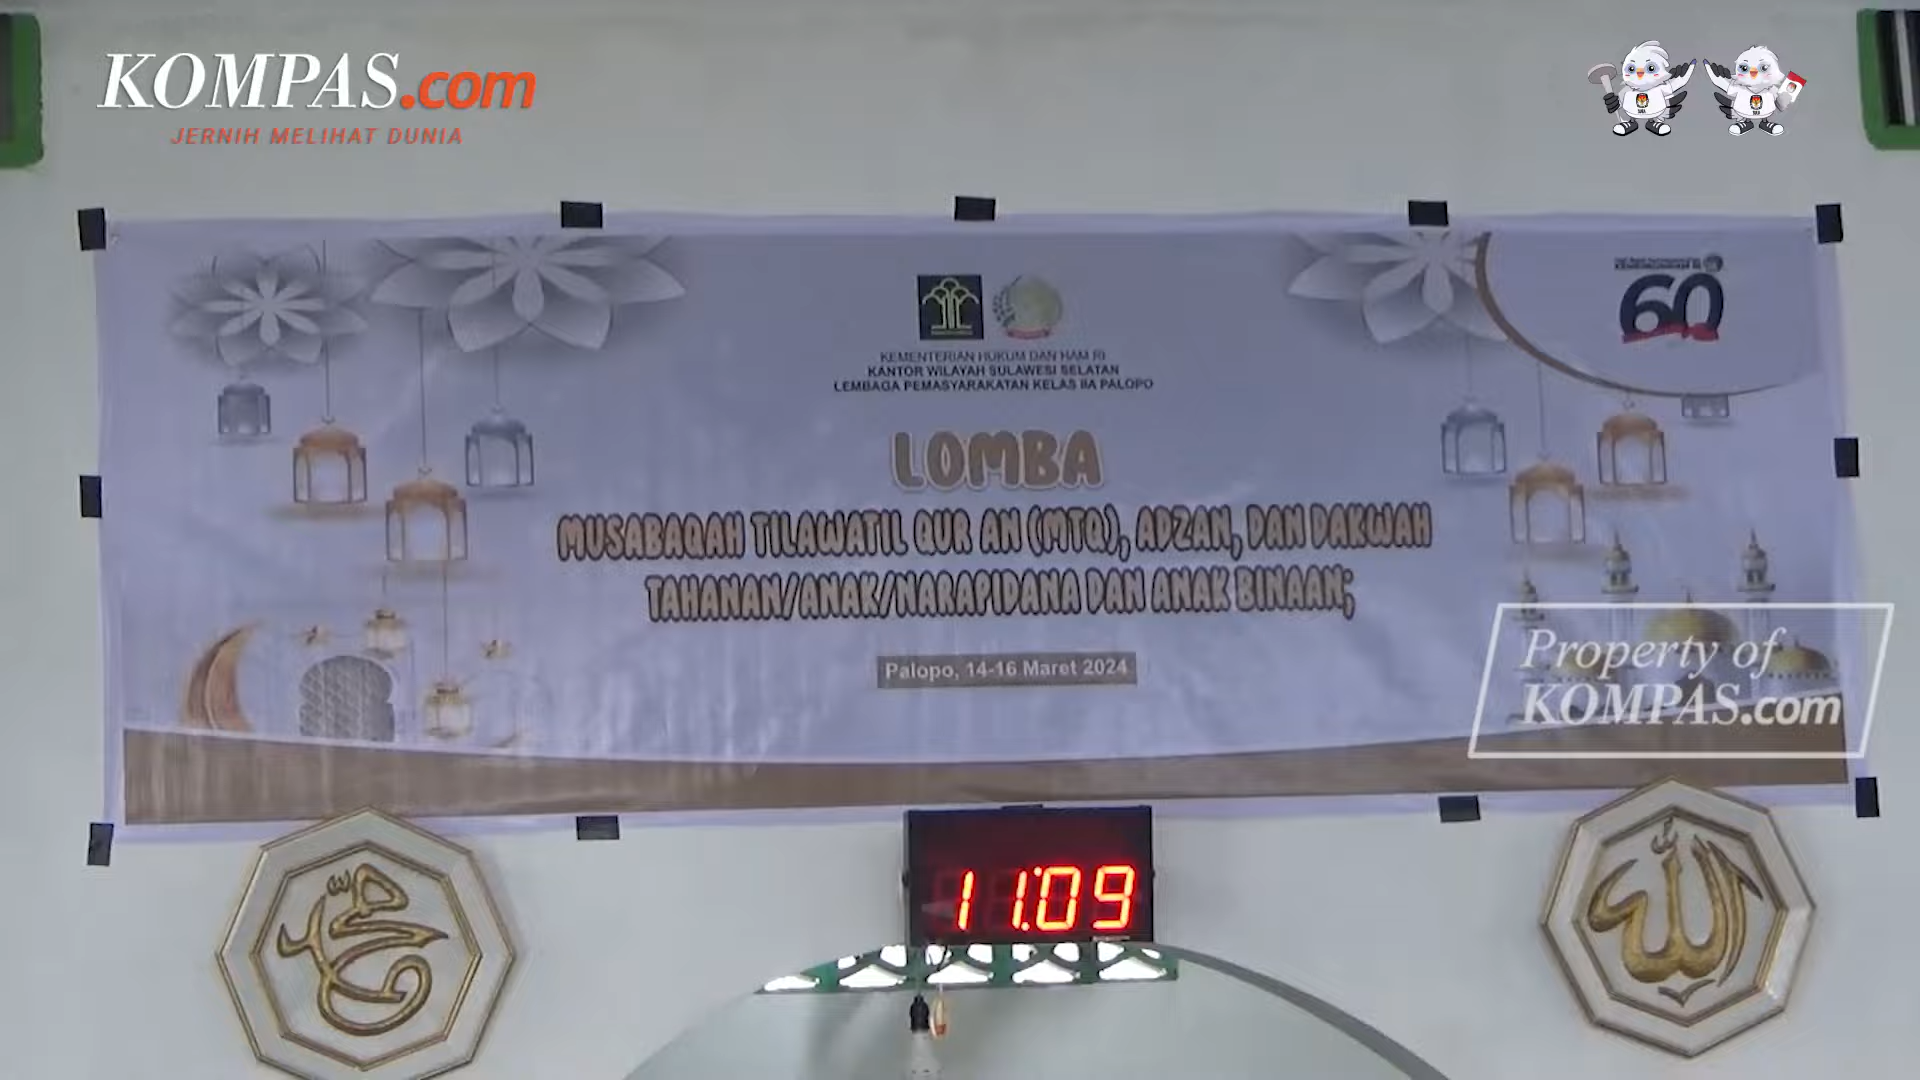 KOMPAS.com
JERNIH MELIHAT DUNIA
60
KEMENTERIAN HUKUM DAN HAM RI
KANTOR WILAYAH SULAWESI SELATAN
LEMBAGA PEMASYARAKATAN KELAS IIA PALOPO
LOMBA
MUSABAQAH TILAWATIL QUR AN (MTQ), ADZAN, DAN DAKWAH
TAHANAN/ANAK/NARAPIDANA DAN ANAK BINAAN;
Palopo, 14-16 Maret 2024
Property of
KOMPAS.com
11:09
محمد
الله